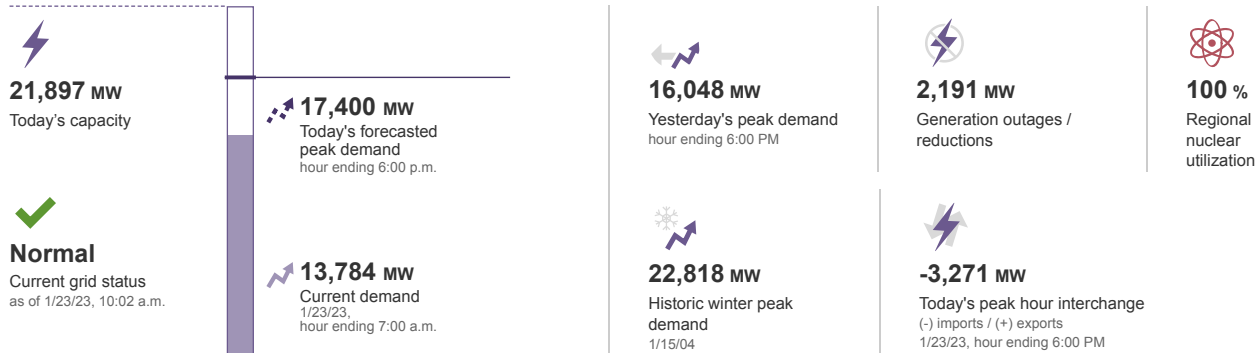 21,897 MW
Today's capacity
Normal
Current grid status
as of 1/23/23, 10:02 a.m.
17,400 MW
Today's forecasted
peak demand
hour ending 6:00 p.m.
13,784 MW
Current demand
1/23/23,
hour ending 7:00 a.m.
16,048 MW
Yesterday's peak demand
hour ending 6:00 PM
2,191 MW
Generation outages /
reductions
100 %
Regional
nuclear
utilization
22,818 MW
Historic winter peak
demand
1/15/04
-3,271 MW
Today's peak hour interchange
(-) imports / (+) exports
1/23/23, hour ending 6:00 PM